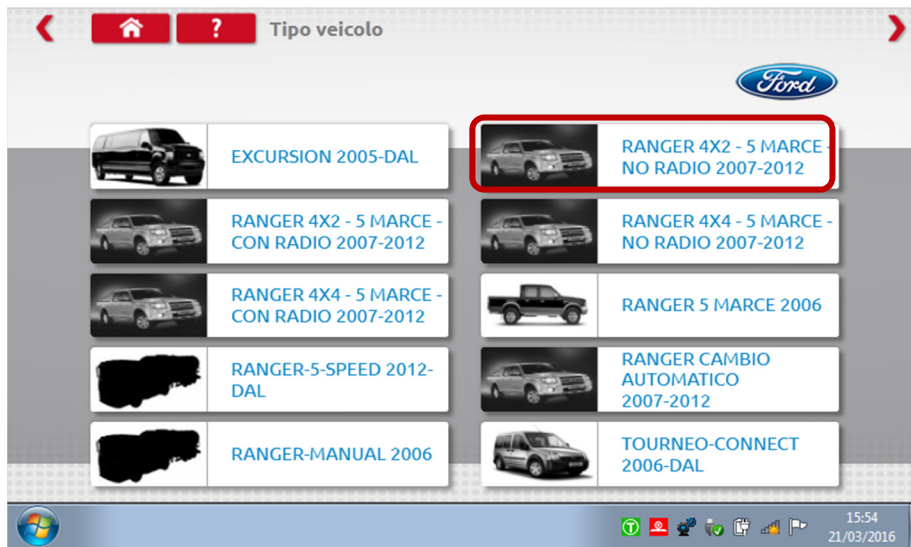 ?
Tipo veicolo
Ford
EXCURSION 2005-DAL
RANGER 4X2 - 5 MARCE -
NO RADIO 2007-2012
RANGER 4X2 - 5 MARCE -
CON RADIO 2007-2012
RANGER 4X4 - 5 MARCE -
NO RADIO 2007-2012
RANGER 4X4 - 5 MARCE -
CON RADIO 2007-2012
RANGER 5 MARCE 2006
RANGER-5-SPEED 2012-
DAL
RANGER CAMBIO
AUTOMATICO
2007-2012
RANGER-MANUAL 2006
TOURNEO-CONNECT
2006-DAL
15:54
21/03/2016